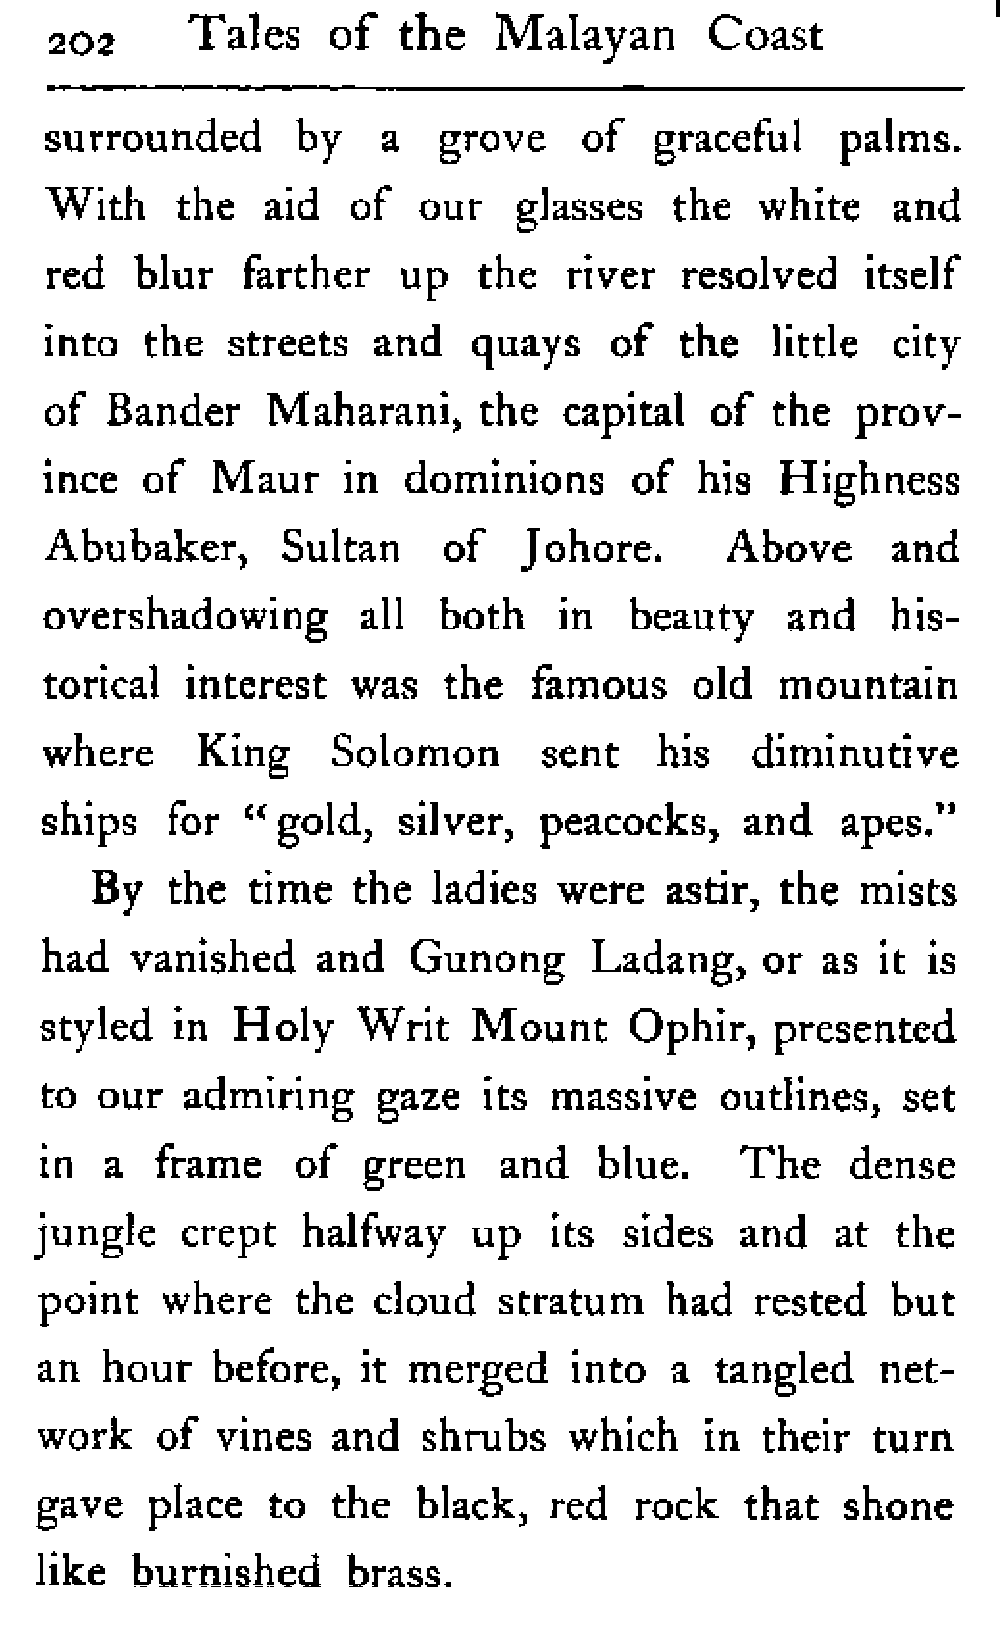 202 Tales of the Malayan Coast
surrounded by a grove of graceful palms.
With the aid of our glasses the white and
red blur farther up the river resolved itself
into the streets and quays of the little city
of Bander Maharani, the capital of the prov-
ince of Maur in dominions of his Highness
Abubaker, Sultan of Johore. Above and
overshadowing all both in beauty and his-
torical interest was the famous old mountain
where King Solomon sent his diminutive
ships for “gold, silver, peacocks, and apes.”
By the time the ladies were astir, the mists
had vanished and Gunong Ladang, or as it is
styled in Holy Writ Mount Ophir, presented
to our admiring gaze its massive outlines, set
in a frame of green and blue. The dense
jungle crept halfway up its sides and at the
point where the cloud stratum had rested but
an hour before, it merged into a tangled net-
work of vines and shrubs which in their turn
gave place to the black, red rock that shone
like burnished brass.